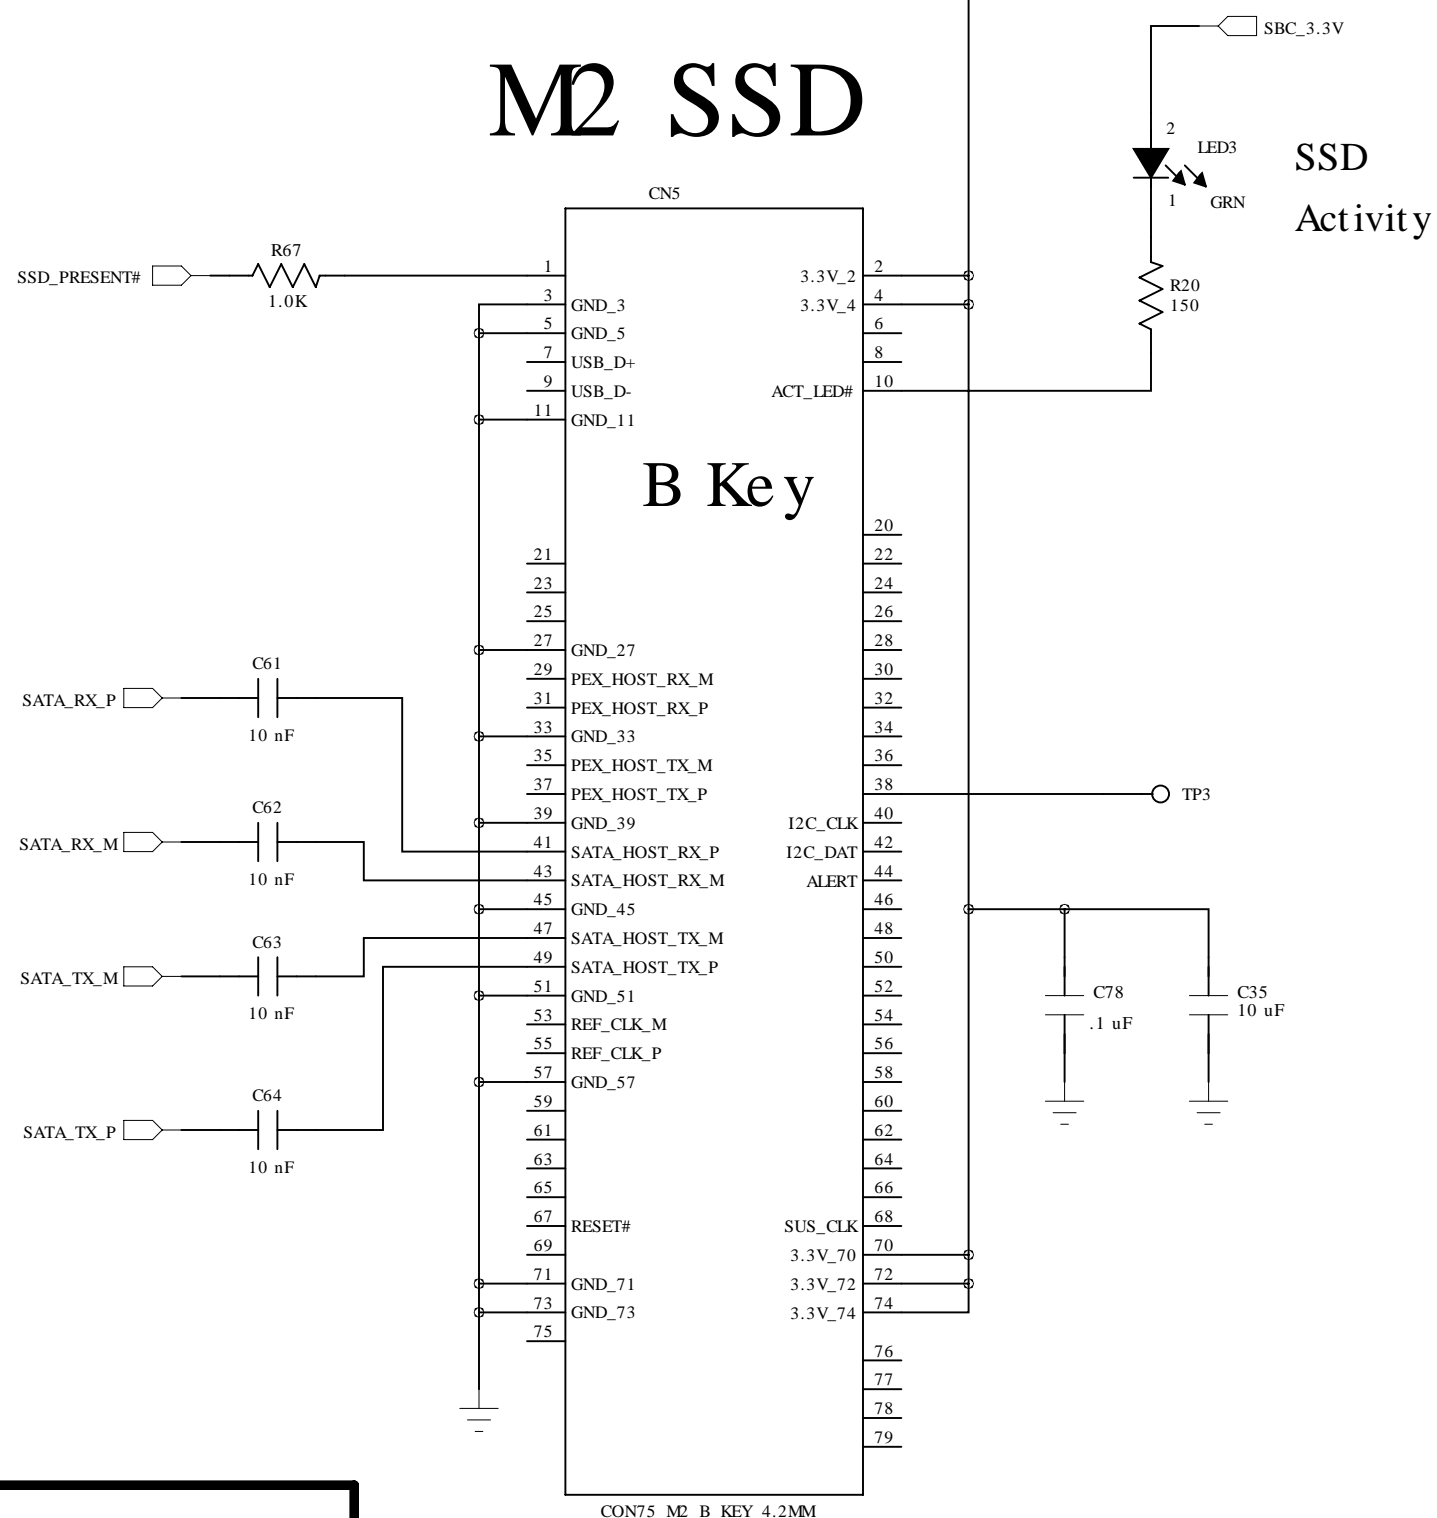 SBC_3.3V
M2 SSD
2
LED3
SSD
GRN
1
Activity
CN5
R67
SSD_PRESENT#
1.0K
R20
150
1
3 GND_3
5 GND_5
7 USB_D+
9 USB_D-
11 GND_11
3.3V_2 2
3.3V_4 4
6
8
ACT_LED# 10
B Key
21
23
25
27 GND_27
29 PEX_HOST_RX_M
31 PEX_HOST_RX_P
33 GND_33
35 PEX_HOST_TX_M
37 PEX_HOST_TX_P
39 GND_39
41 SATA_HOST_RX_P
43 SATA_HOST_RX_M
45 GND_45
47 SATA_HOST_TX_M
49 SATA_HOST_TX_P
51 GND_51
53 REF_CLK_M
55 REF_CLK_P
57 GND_57
59
61
63
65
67 RESET#
69
71 GND_71
73 GND_73
75
20
22
24
26
28
30
32
34
36
38
I2C_CLK 40
I2C_DAT 42
ALERT 44
46
48
50
52
54
56
58
60
62
64
66
SUS_CLK 68
3.3V_70 70
3.3V_72 72
3.3V_74 74
76
77
78
79
C61
SATA_RX_P
10 nF
C62
SATA_RX_M
10 nF
C63
SATA_TX_M
10 nF
C64
SATA_TX_P
10 nF
TP3
C78
.1 uF
C35
10 uF
CON75 M2 B KEY 4.2MM